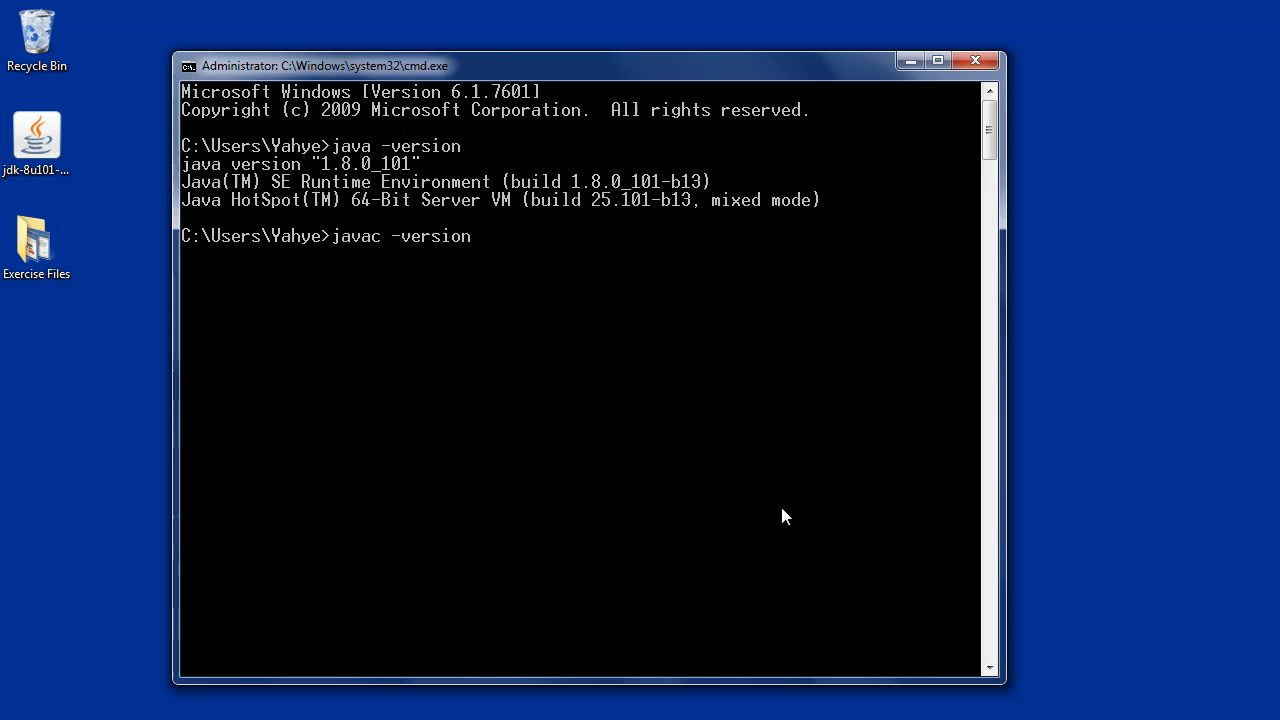 Recycle Bin
jdk-8u101-...
Exercise Files
Administrator: C:\Windows\system32\cmd.exe
Microsoft Windows [Version 6.1.7601]
Copyright (c) 2009 Microsoft Corporation.  All rights reserved.
C:\Users\Yahye>java -version
java version "1.8.0_101"
Java(TM) SE Runtime Environment (build 1.8.0_101-b13)
Java HotSpot(TM) 64-Bit Server VM (build 25.101-b13, mixed mode)
C:\Users\Yahye>javac -version